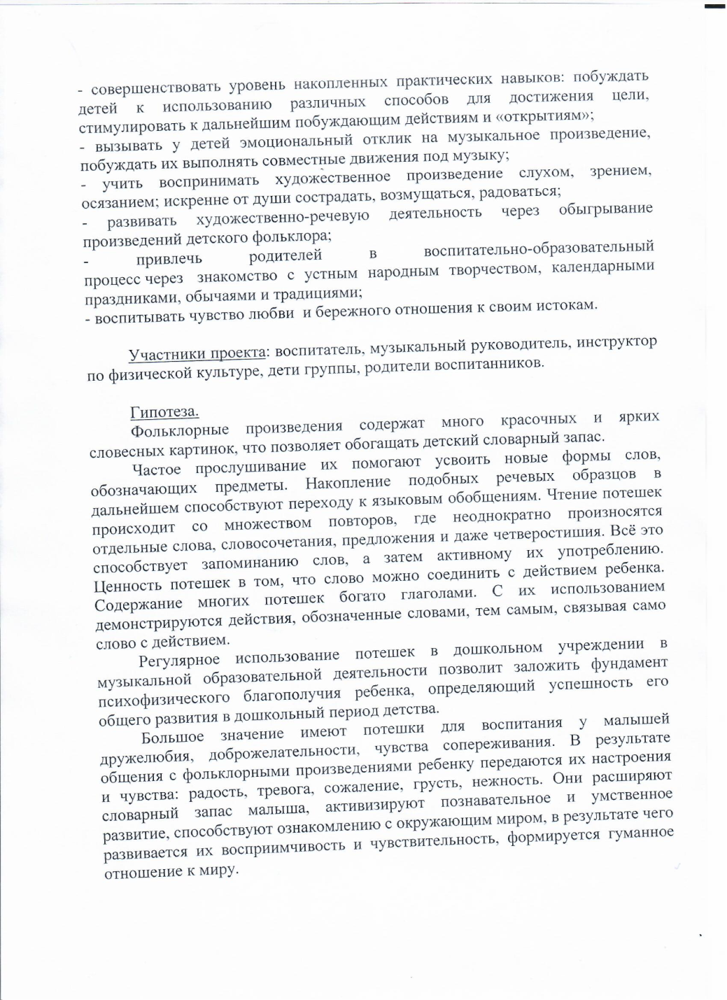 - совершенствовать уровень накопленных практических навыков: побуждать
детей к использованию различных способов для достижения цели,
стимулировать к дальнейшим побуждающим действиям и «открытиям»;
- вызывать у детей эмоциональный отклик на музыкальное произведение,
побуждать их выполнять совместные движения под музыку;
- учить воспринимать художественное произведение слухом, зрением,
осязанием; искренне от души сострадать, возмущаться, радоваться;
- развивать художественно-речевую деятельность через обыгрывание
произведений детского фольклора;
- привлечь родителей в воспитательно-образовательный
процесс через знакомство с устным народным творчеством, календарными
праздниками, обычаями и традициями;
- воспитывать чувство любви и бережного отношения к своим истокам.
Участники проекта: воспитатель, музыкальный руководитель, инструктор
по физической культуре, дети группы, родители воспитанников.
Гипотеза.
Фольклорные произведения содержат много красочных и ярких
словесных картинок, что позволяет обогащать детский словарный запас.
Частое прослушивание их помогают усвоить новые формы слов,
обозначающих предметы. Накопление подобных речевых образцов в
дальнейшем способствуют переходу к языковым обобщениям. Чтение потешек
происходит со множеством повторов, где неоднократно произносятся
отдельные слова, словосочетания, предложения и даже четверостишия. Всё это
способствует запоминанию слов, а затем активному их употреблению.
Ценность потешек в том, что слово можно соединить с действием ребенка.
Содержание многих потешек богато глаголами. С их использованием
демонстрируются действия, обозначенные словами, тем самым, связывая само
слово с действием.
Регулярное использование потешек в дошкольном учреждении в
музыкальной образовательной деятельности позволит заложить фундамент
психофизического благополучия ребенка, определяющий успешность его
общего развития в дошкольный период детства.
Большое значение имеют потешки для воспитания у малышей
дружелюбия, доброжелательности, чувства сопереживания. В результате
общения с фольклорными произведениями ребенку передаются их настроения
и чувства: радость, тревога, сожаление, грусть, нежность. Они расширяют
словарный запас малыша, активизируют познавательное и умственное
развитие, способствуют ознакомлению с окружающим миром, в результате чего
развивается их восприимчивость и чувствительность, формируется гуманное
отношение к миру.